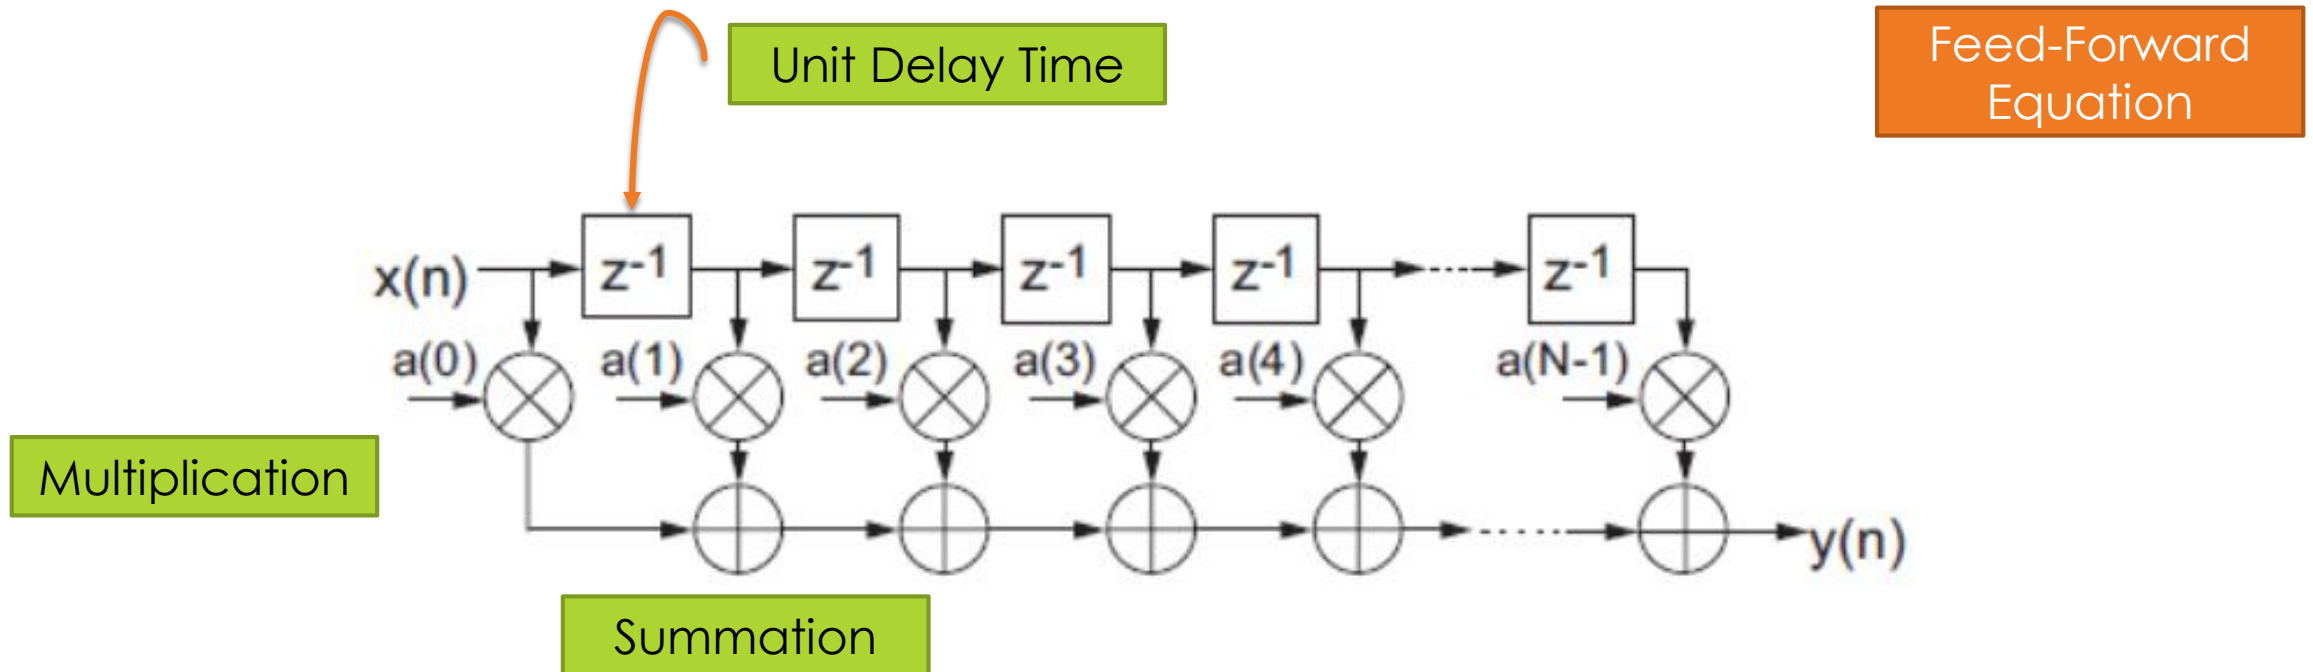 Unit Delay Time
Feed-Forward
Equation
x(n) z⁻¹ z⁻¹ z⁻¹ z⁻¹ z⁻¹
a(0) a(1) a(2) a(3) a(4) a(N-1)
Multiplication
y(n)
Summation